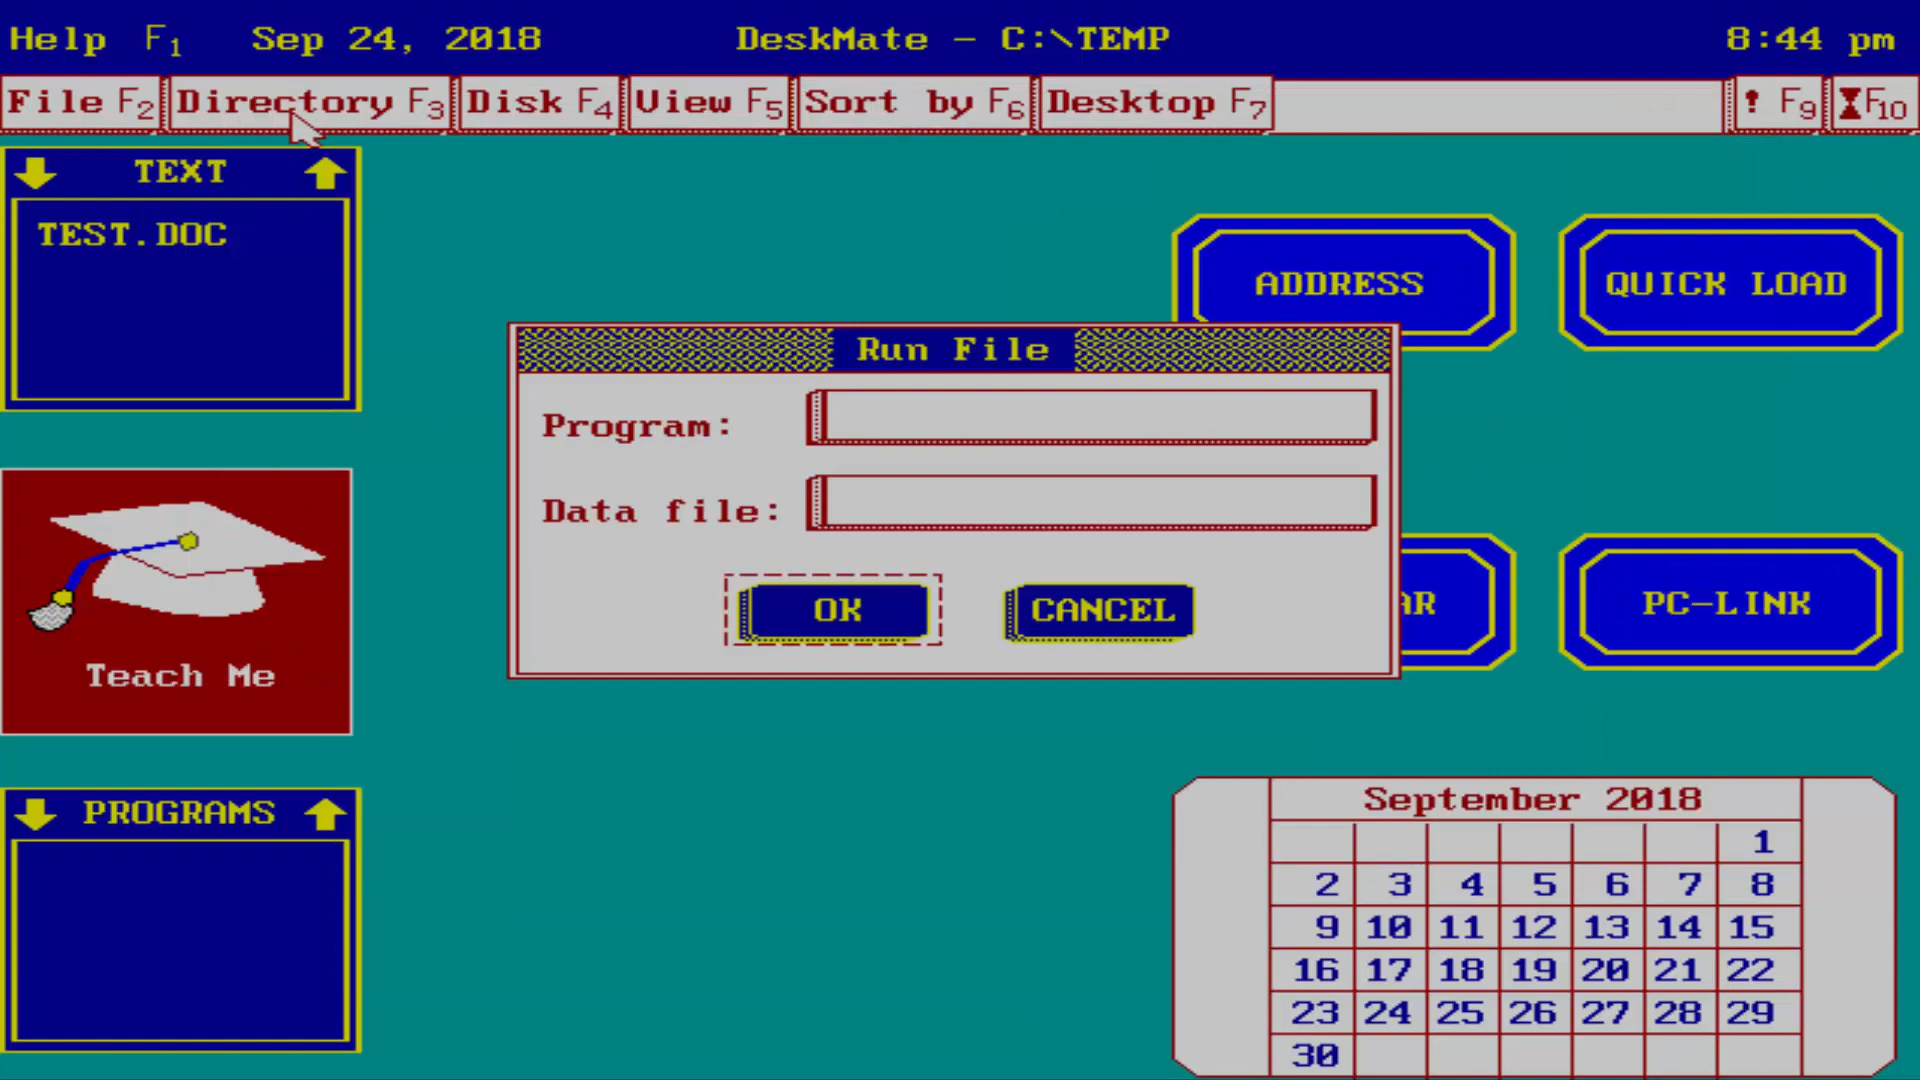 Help F1 Sep 24, 2018 DeskMate - C:\TEMP 8:44 pm
File F2 Directory F3 Disk F4 View F5 Sort by F6 Desktop F7 ! F9 F10
TEXT
TEST.DOC
ADDRESS QUICK LOAD
Run File
Program:
Data file:
OK CANCEL
AR PC-LINK
Teach Me
PROGRAMS
September 2018
1
2 3 4 5 6 7 8
9 10 11 12 13 14 15
16 17 18 19 20 21 22
23 24 25 26 27 28 29
30